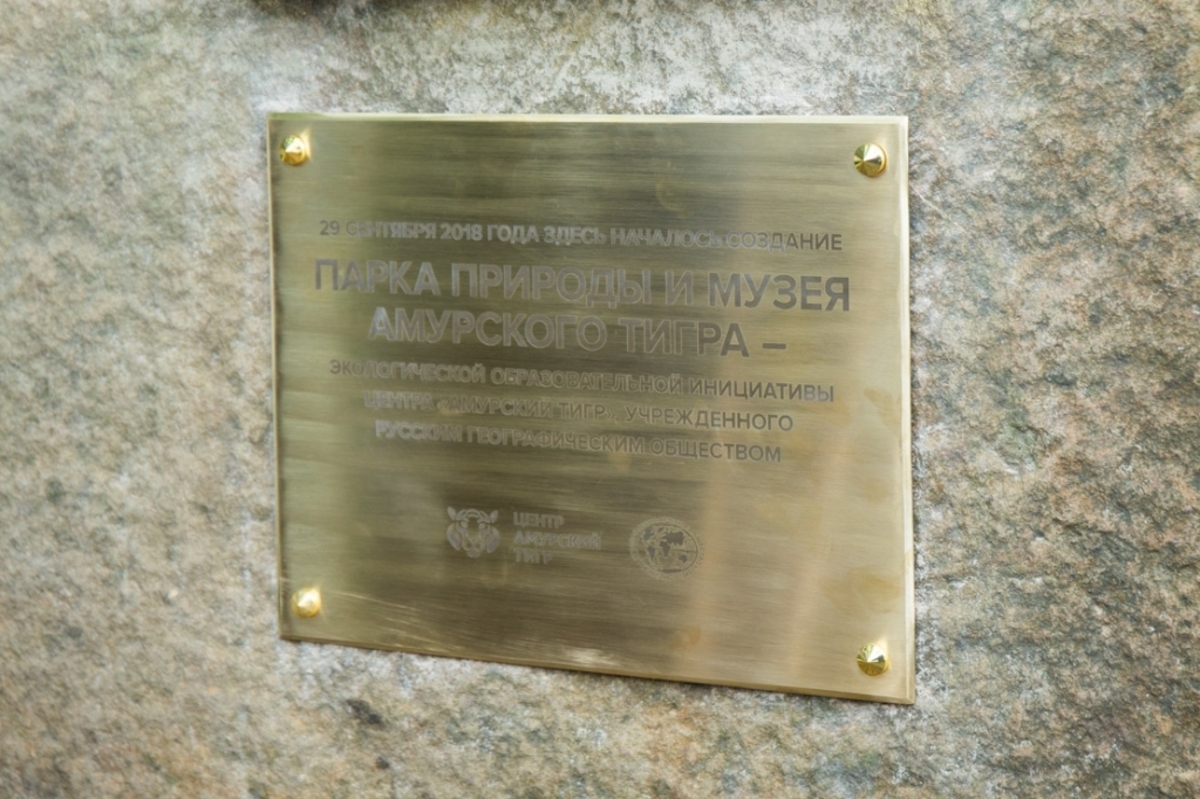 29 СЕНТЯБРЯ 2018 ГОДА ЗДЕСЬ НАЧАЛОСЬ СОЗДАНИЕ
ПАРКА ПРИРОДЫ И МУЗЕЯ
АМУРСКОГО ТИГРА –
ЭКОЛОГИЧЕСКОЙ ОБРАЗОВАТЕЛЬНОЙ ИНИЦИАТИВЫ
ЦЕНТРА «АМУРСКИЙ ТИГР», УЧРЕЖДЕННОГО
РУССКИМ ГЕОГРАФИЧЕСКИМ ОБЩЕСТВОМ
ЦЕНТР
АМУРСКИЙ
ТИГР